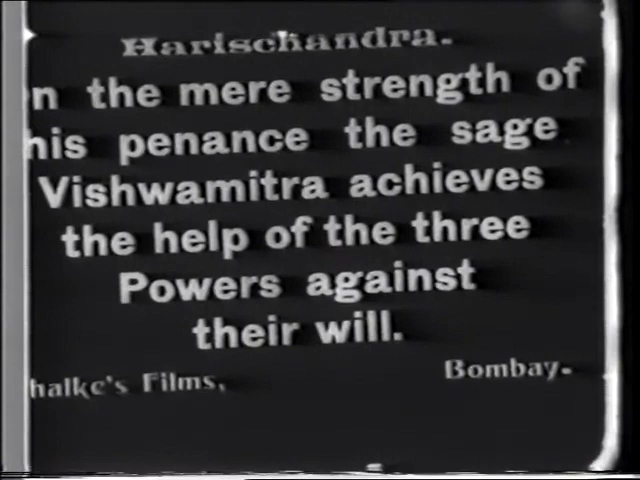 Harischandra.
n the mere strength of
his penance the sage
Vishwamitra achieves
the help of the three
Powers against
their will.
halke's Films,
Bombay.